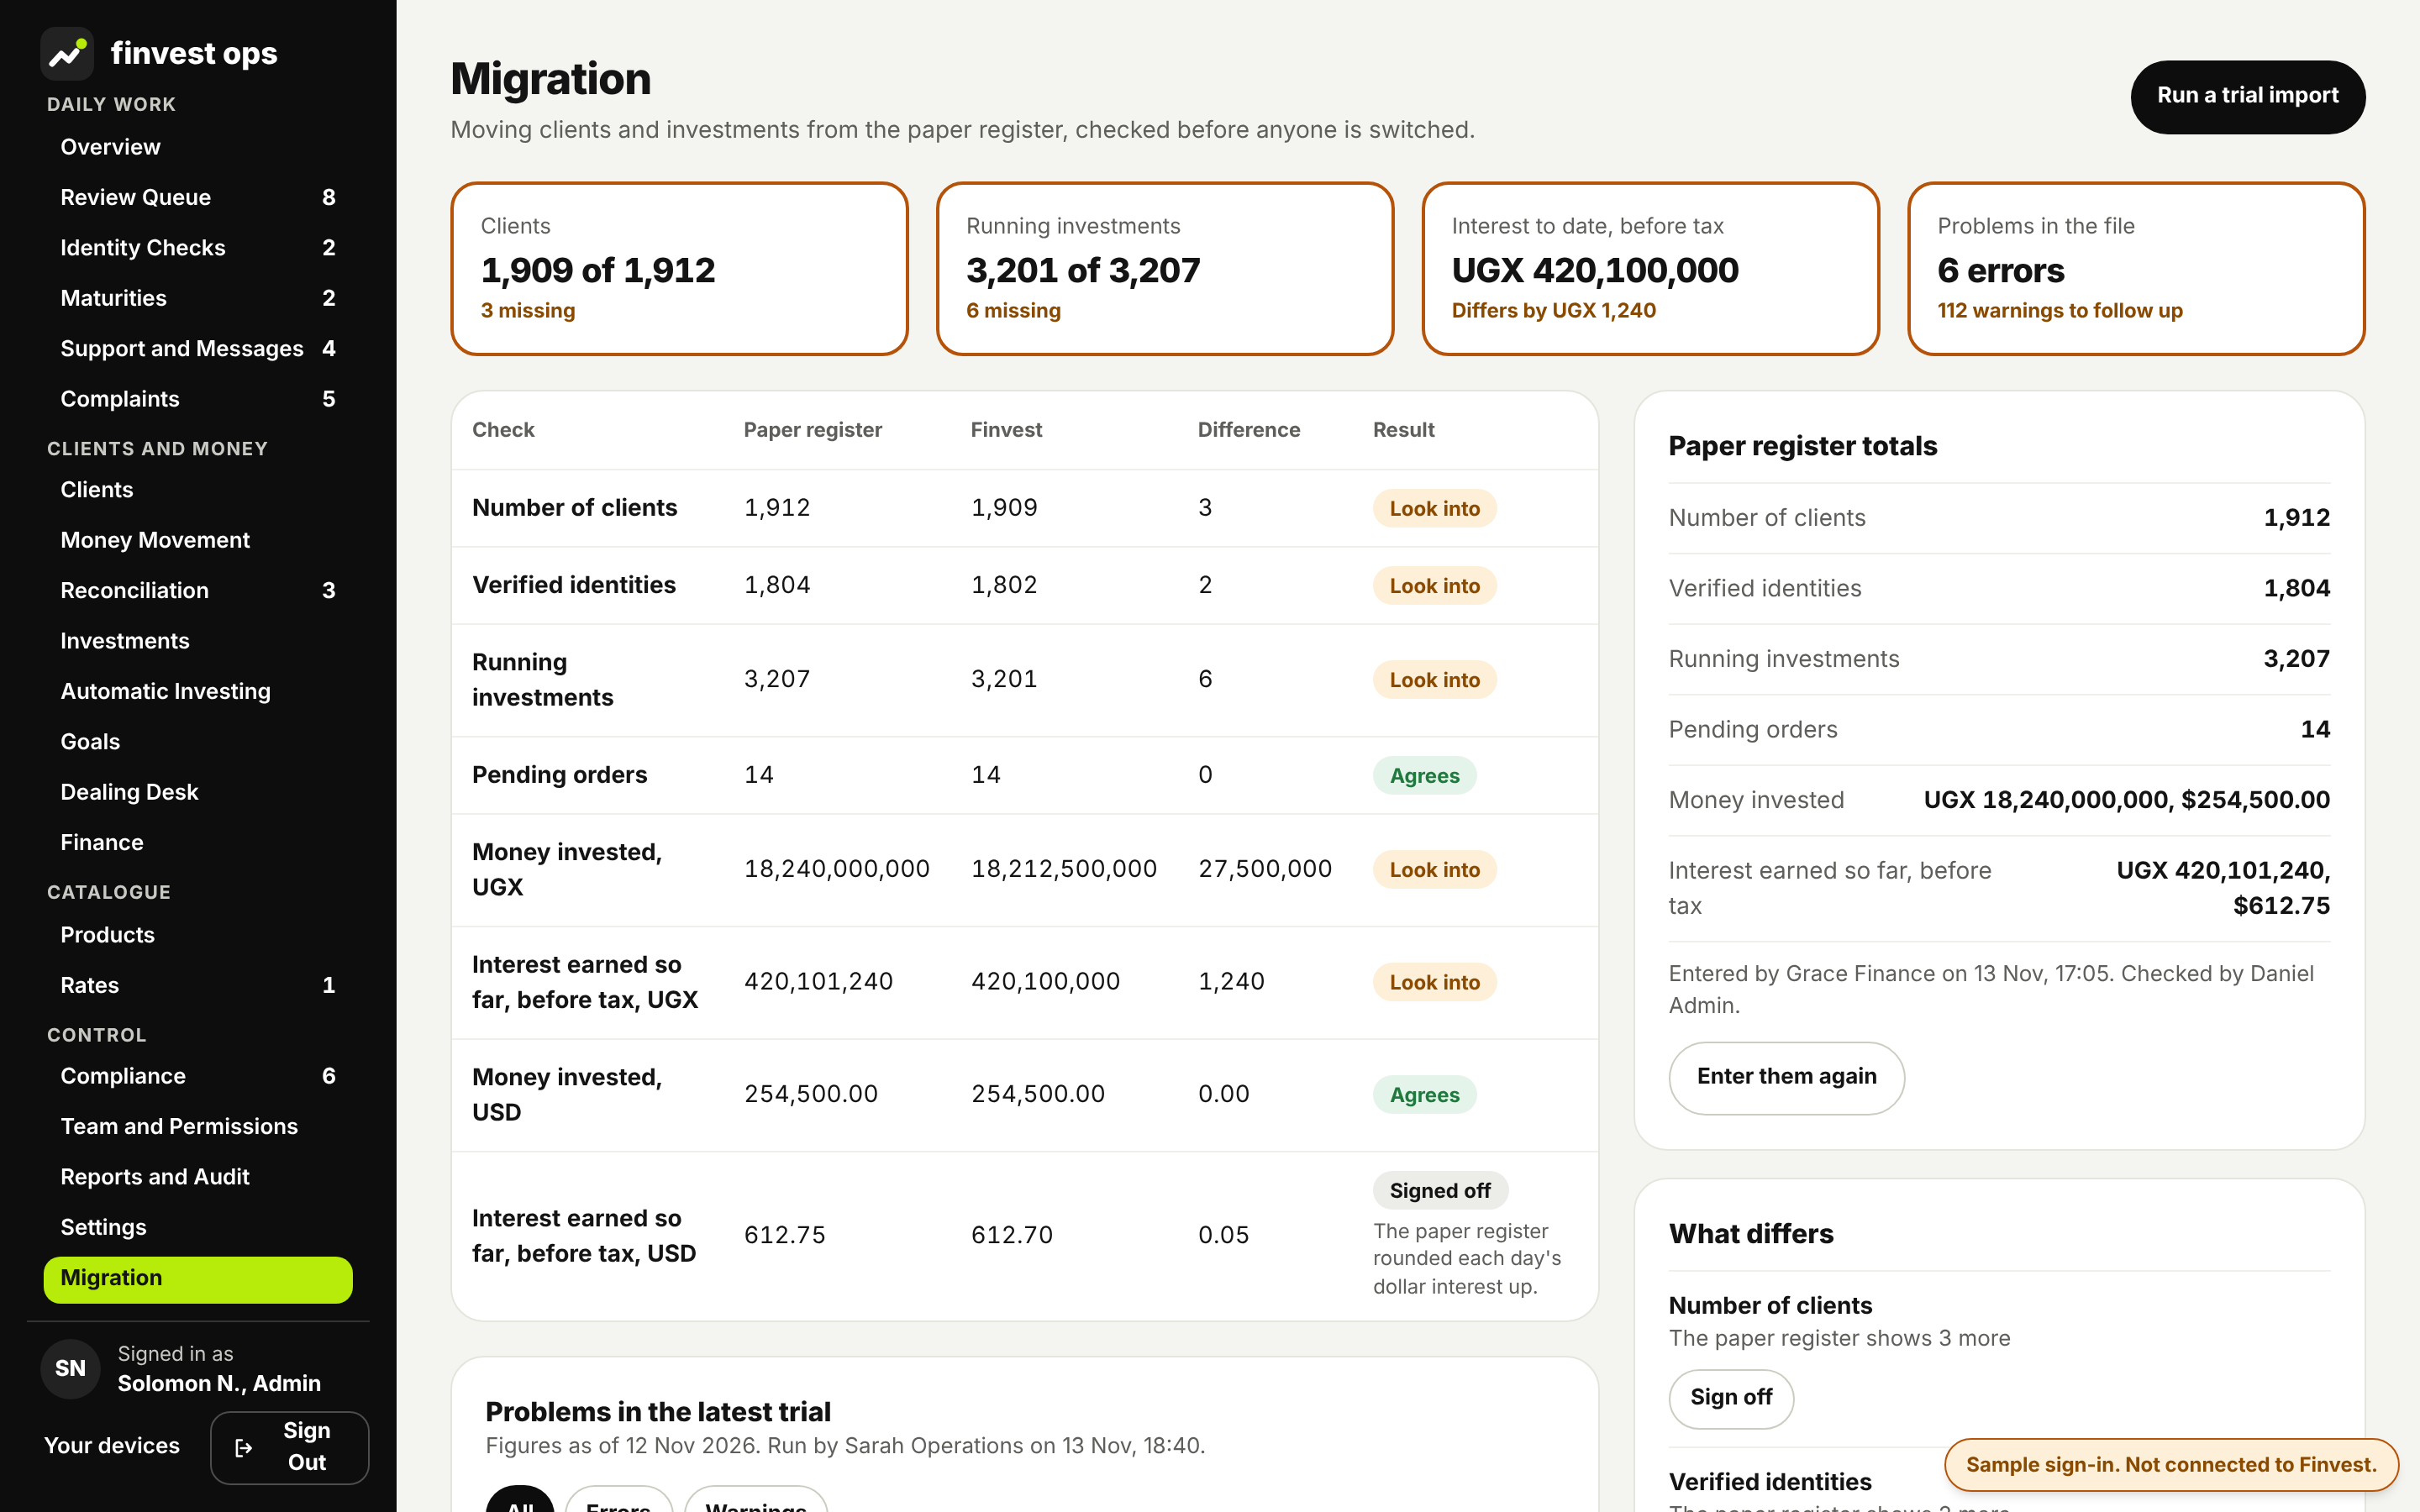 finvest ops
DAILY WORK
Overview
Review Queue 8
Identity Checks 2
Maturities 2
Support and Messages 4
Complaints 5
CLIENTS AND MONEY
Clients
Money Movement
Reconciliation 3
Investments
Automatic Investing
Goals
Dealing Desk
Finance
CATALOGUE
Products
Rates 1
CONTROL
Compliance 6
Team and Permissions
Reports and Audit
Settings
Migration
SN
Signed in as
Solomon N., Admin
Your devices
Sign
Out
Migration
Moving clients and investments from the paper register, checked before anyone is switched.
Run a trial import
Clients
1,909 of 1,912
3 missing
Running investments
3,201 of 3,207
6 missing
Interest to date, before tax
UGX 420,100,000
Differs by UGX 1,240
Problems in the file
6 errors
112 warnings to follow up
Check Paper register Finvest Difference Result
Number of clients 1,912 1,909 3 Look into
Verified identities 1,804 1,802 2 Look into
Running
investments 3,207 3,201 6 Look into
Pending orders 14 14 0 Agrees
Money invested,
UGX 18,240,000,000 18,212,500,000 27,500,000 Look into
Interest earned so
far, before tax, UGX 420,101,240 420,100,000 1,240 Look into
Money invested,
USD 254,500.00 254,500.00 0.00 Agrees
Interest earned so
far, before tax, USD 612.75 612.70 0.05 Signed off
The paper register
rounded each day's
dollar interest up.
Problems in the latest trial
Figures as of 12 Nov 2026. Run by Sarah Operations on 13 Nov, 18:40.
All Errors Warnings
Paper register totals
Number of clients 1,912
Verified identities 1,804
Running investments 3,207
Pending orders 14
Money invested UGX 18,240,000,000, $254,500.00
Interest earned so far, before UGX 420,101,240,
tax $612.75
Entered by Grace Finance on 13 Nov, 17:05. Checked by Daniel
Admin.
Enter them again
What differs
Number of clients
The paper register shows 3 more
Sign off
Verified identities
The paper register shows 2 more
Sample sign-in. Not connected to Finvest.